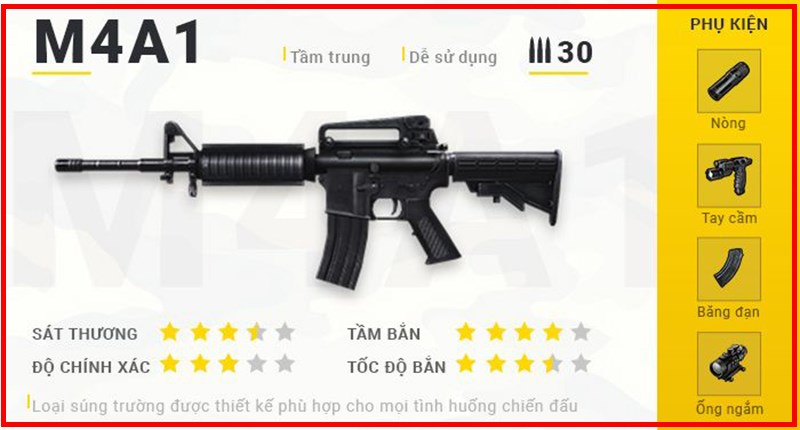 M4A1
Tầm trung
Dễ sử dụng
30
SÁT THƯƠNG
TẦM BẮN
ĐỘ CHÍNH XÁC
TỐC ĐỘ BẮN
Loại súng trường được thiết kế phù hợp cho mọi tình huống chiến đấu
PHỤ KIỆN
Nòng
Tay cầm
Băng đạn
Ống ngắm
M4A1